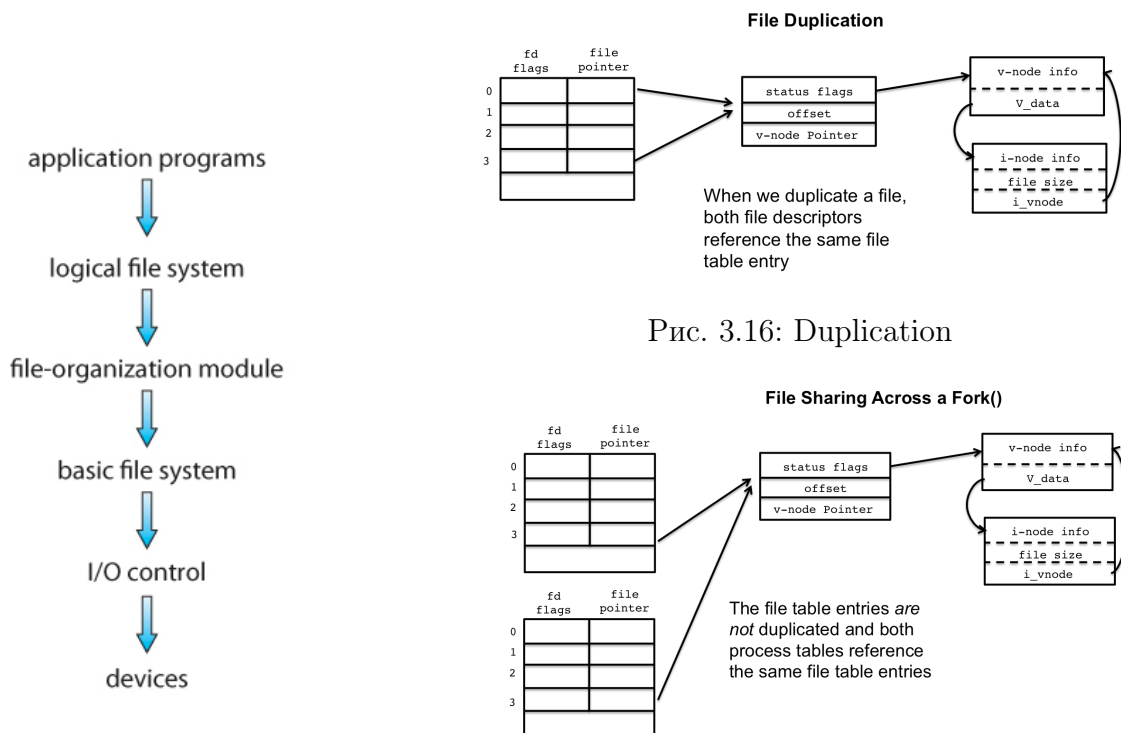 application programs
logical file system
file-organization module
basic file system
I/O control
devices
File Duplication
fd flags
file pointer
0
1
2
3
status flags
offset
v-node Pointer
v-node info
V_data
i-node info
file size
i_vnode
When we duplicate a file,
both file descriptors
reference the same file
table entry
Рис. 3.16: Duplication
File Sharing Across a Fork()
fd flags
file pointer
0
1
2
3
status flags
offset
v-node Pointer
v-node info
V_data
i-node info
file size
i_vnode
fd flags
file pointer
0
1
2
3
The file table entries are
not duplicated and both
process tables reference
the same file table entries